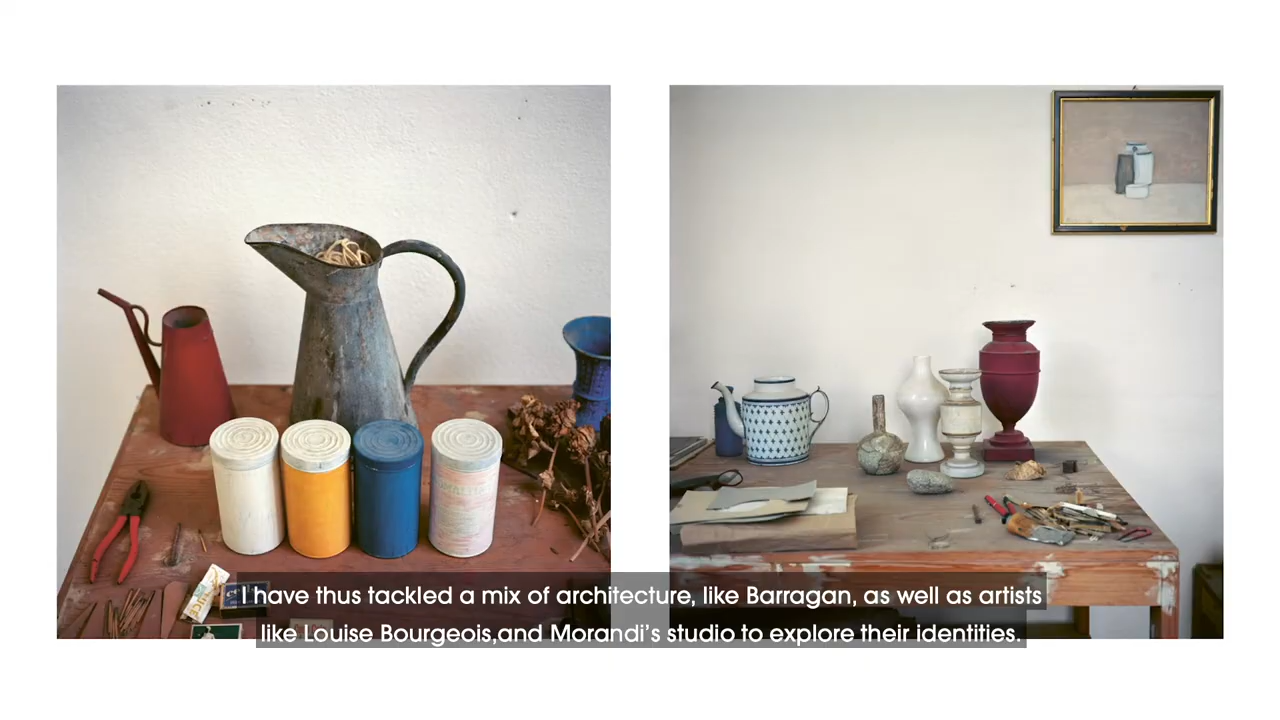 I have thus tackled a mix of architecture, like Barragan, as well as artists
like Louise Bourgeois,and Morandi's studio to explore their identities.